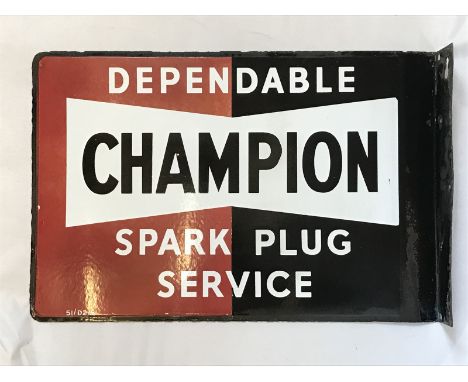 DEPENDABLE
CHAMPION
SPARK PLUG
SERVICE